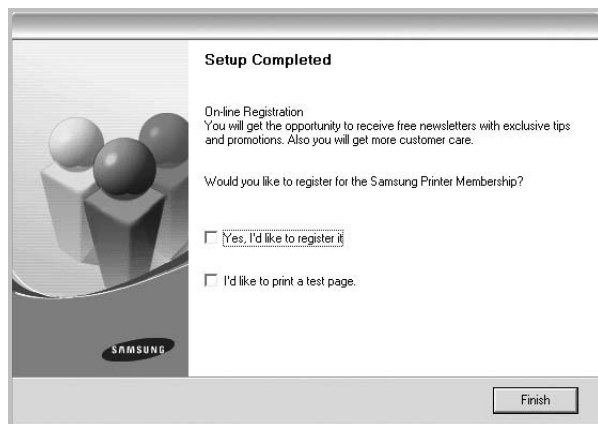 Setup Completed
On-line Registration
You will get the opportunity to receive free newsletters with exclusive tips
and promotions. Also you will get more customer care.
Would you like to register for the Samsung Printer Membership?
Yes, I'd like to register it
I'd like to print a test page.
SAMSUNG
Finish